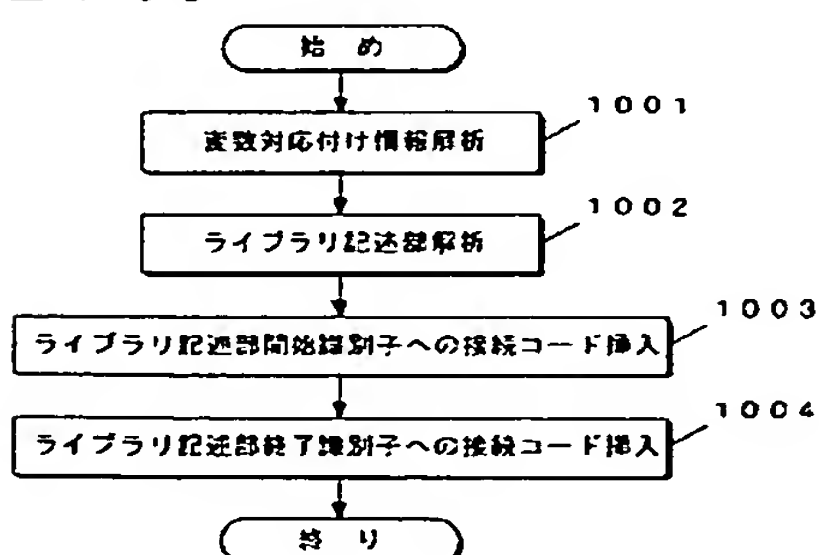 始 め
1001
変数対応付け情報解析
1002
ライブラリ記述部解析
1003
ライブラリ記述部開始識別子への接続コード挿入
1004
ライブラリ記述部終了識別子への接続コード挿入
終 り